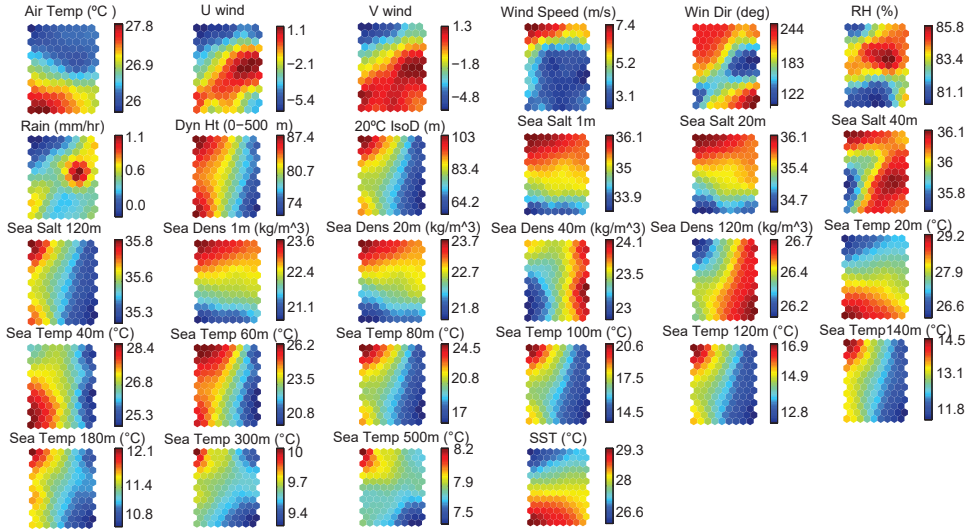 Air Temp (ºC ) U wind V wind Wind Speed (m/s) Win Dir (deg) RH (%)
27.8 1.1 1.3 7.4 244 85.8
26.9 −2.1 −1.8 5.2 183 83.4
26 −5.4 −4.8 3.1 122 81.1
Rain (mm/hr) Dyn Ht (0−500 m) 20ºC IsoD (m) Sea Salt 1m Sea Salt 20m Sea Salt 40m
1.1 87.4 103 36.1 36.1 36.1
0.6 80.7 83.4 35 35.4 36
0.0 74 64.2 33.9 34.7 35.8
Sea Salt 120m Sea Dens 1m (kg/m^3) Sea Dens 20m (kg/m^3) Sea Dens 40m (kg/m^3) Sea Dens 120m (kg/m^3) Sea Temp 20m (°C)
35.8 23.6 23.7 24.1 26.7 29.2
35.6 22.4 22.7 23.5 26.4 27.9
35.3 21.1 21.8 23 26.2 26.6
Sea Temp 40m (°C) Sea Temp 60m (°C) Sea Temp 80m (°C) Sea Temp 100m (°C) Sea Temp 120m (°C) Sea Temp140m (°C)
28.4 26.2 24.5 20.6 16.9 14.5
26.8 23.5 20.8 17.5 14.9 13.1
25.3 20.8 17 14.5 12.8 11.8
Sea Temp 180m (°C) Sea Temp 300m (°C) Sea Temp 500m (°C) SST (°C)
12.1 10 8.2 29.3
11.4 9.7 7.9 28
10.8 9.4 7.5 26.6